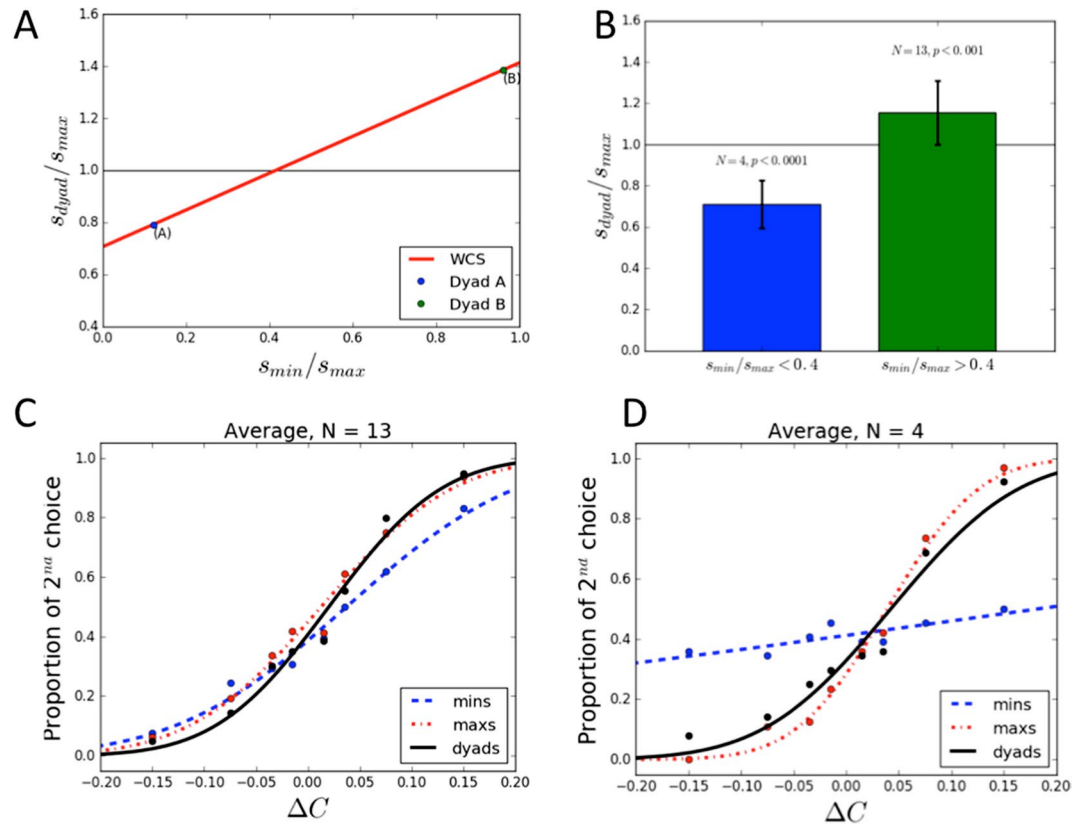 A
1.6
1.4
1.2
1.0
0.8
0.6
0.4
0.0 0.2 0.4 0.6 0.8 1.0
s_dyad/s_max
s_min/s_max
(A)
(B)
WCS
Dyad A
Dyad B
B
1.6
1.4
1.2
1.0
0.8
0.6
0.4
0.2
0.0
s_dyad/s_max
N = 4, p < 0.0001
N = 13, p < 0.001
s_min/s_max < 0.4
s_min/s_max > 0.4
C
Average, N = 13
1.0
0.8
0.6
0.4
0.2
0.0
Proportion of 2nd choice
−0.20 −0.15 −0.10 −0.05 0.00 0.05 0.10 0.15 0.20
ΔC
mins
maxs
dyads
D
Average, N = 4
1.0
0.8
0.6
0.4
0.2
0.0
Proportion of 2nd choice
−0.20 −0.15 −0.10 −0.05 0.00 0.05 0.10 0.15 0.20
ΔC
mins
maxs
dyads